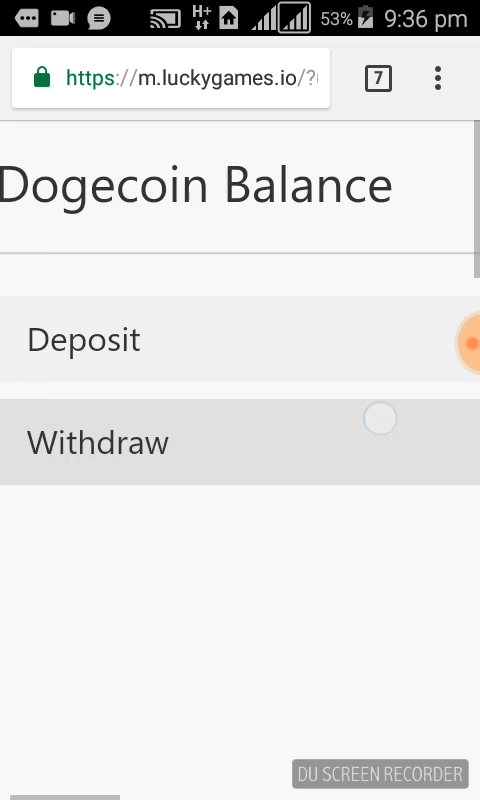 H+
53%
9:36 pm
https://m.luckygames.io/?
7
Dogecoin Balance
Deposit
Withdraw
DU SCREEN RECORDER